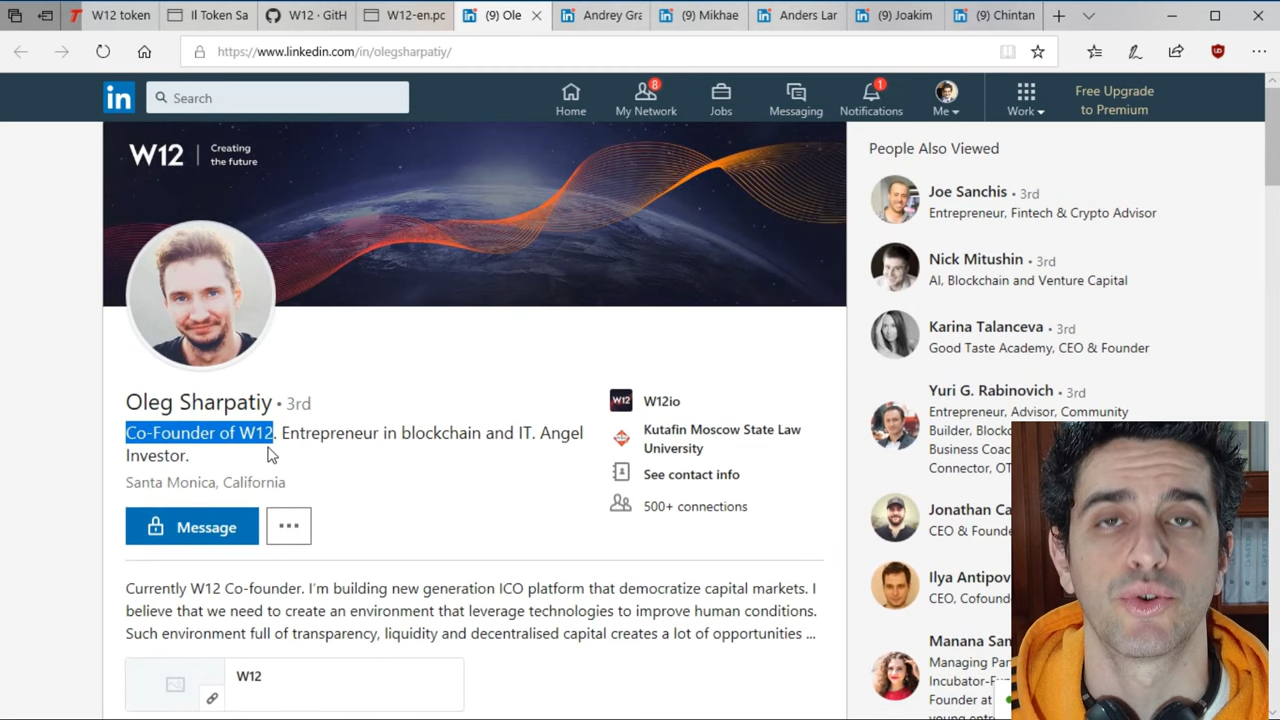 W12 token
Il Token Sa
W12 · GitH
W12-en.pc
(9) Ole
Andrey Gra
(9) Mikhae
Anders Lar
(9) Joakim
(9) Chintan
https://www.linkedin.com/in/olegsharpatiy/
in
Search
Home
8
My Network
Jobs
Messaging
1
Notifications
Me
Work
Free Upgrade
to Premium
W12
Creating
the future
Oleg Sharpatiy • 3rd
Co-Founder of W12. Entrepreneur in blockchain and IT. Angel
Investor.
Santa Monica, California
Message
W12
W12io
Kutafin Moscow State Law
University
See contact info
500+ connections
Currently W12 Co-founder. I'm building new generation ICO platform that democratize capital markets. I
believe that we need to create an environment that leverage technologies to improve human conditions.
Such environment full of transparency, liquidity and decentralised capital creates a lot of opportunities ...
W12
People Also Viewed
Joe Sanchis • 3rd
Entrepreneur, Fintech & Crypto Advisor
Nick Mitushin • 3rd
AI, Blockchain and Venture Capital
Karina Talanceva • 3rd
Good Taste Academy, CEO & Founder
Yuri G. Rabinovich • 3rd
Entrepreneur, Advisor, Community
Builder, Blockc
Business Coac
Connector, OT
Jonathan Ca
CEO & Founde
Ilya Antipov
CEO, Cofound
Manana San
Managing Par
Incubator-Ex
Founder at
young entre